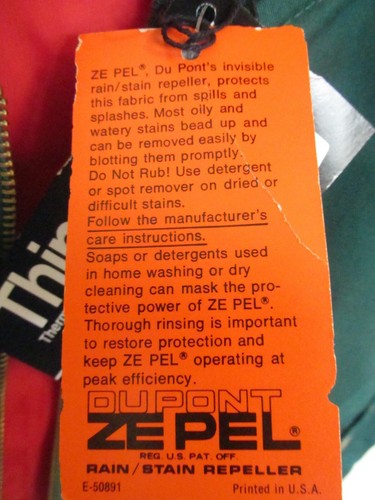 ZE PEL®, Du Pont's invisible
rain/stain repeller, protects
this fabric from spills and
splashes. Most oily and
watery stains bead up and
can be removed easily by
blotting them promptly.
Do Not Rub! Use detergent
or spot remover on dried or
difficult stains.
Follow the manufacturer's
care instructions.
Soaps or detergents used
in home washing or dry
cleaning can mask the pro-
tective power of ZE PEL®.
Thorough rinsing is important
to restore protection and
keep ZE PEL® operating at
peak efficiency.
DUPONT
ZE PEL®
REG. U.S. PAT. OFF.
RAIN/STAIN REPELLER
E-50891 Printed in U.S.A.
Thin
Therm